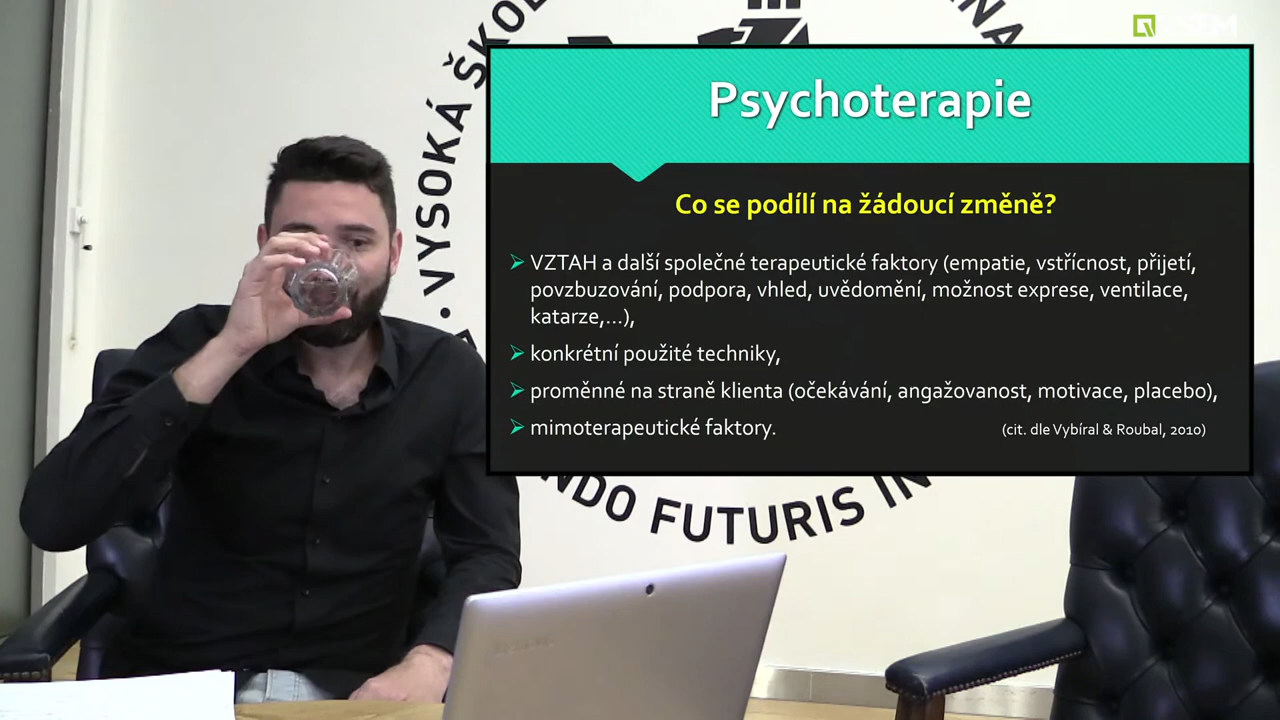 • VYSOKÁ ŠKO
Psychoterapie
Co se podílí na žádoucí změně?
VZTAH a další společné terapeutické faktory (empatie, vstřícnost, přijetí,
povzbuzování, podpora, vhled, uvědomění, možnost exprese, ventilace,
katarze,...),
konkrétní použité techniky,
proměnné na straně klienta (očekávání, angažovanost, motivace, placebo),
mimoterapeutické faktory.
(cit. dle Vybíral & Roubal, 2010)
NDO FUTURIS IN